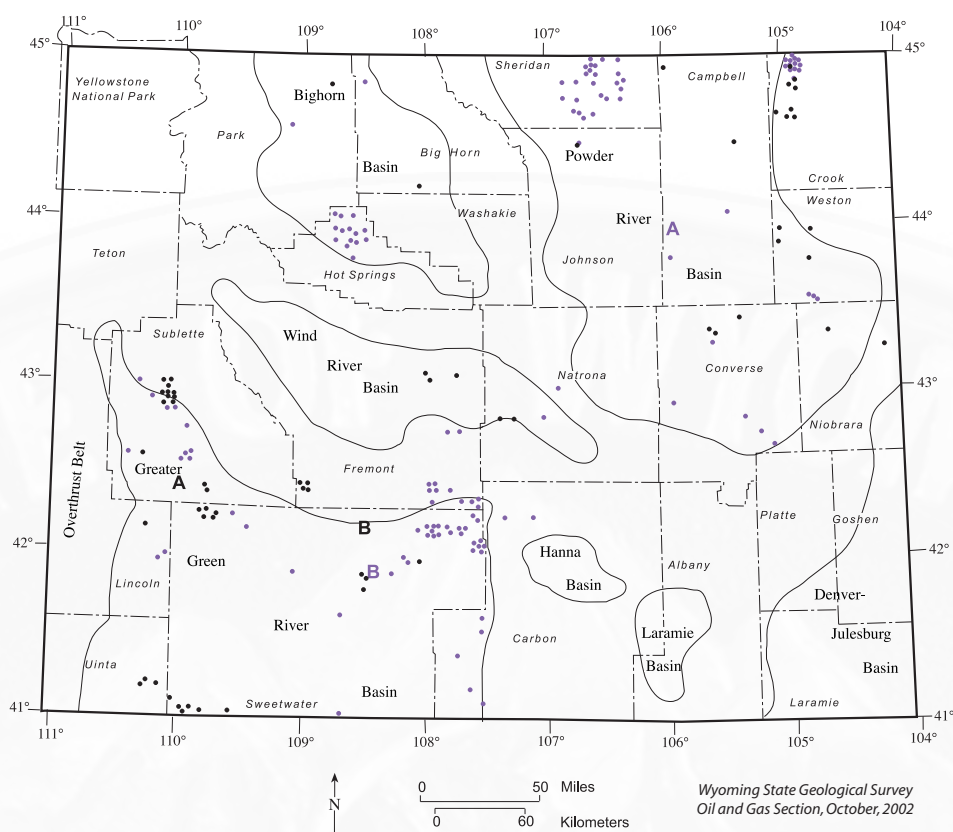 111° 110° 109° 108° 107° 106° 105° 104°
45° 45°
Sheridan
Campbell
Yellowstone
National Park
Bighorn
Park
Big Horn
Basin
Powder
Crook
Weston
44° 44°
Washakie
River
A
Teton
Johnson
Hot Springs
Basin
Sublette
Wind
River
Basin
Natrona
Converse
43° 43°
Niobrara
Overthrust Belt
Greater
A
Fremont
Platte
Goshen
B
42° 42°
Green
B
Hanna
Basin
Albany
Lincoln
Denver-
River
Carbon
Laramie
Julesburg
Uinta
Basin
Basin
Basin
Sweetwater
Laramie
41° 41°
111° 110° 109° 108° 107° 106° 105° 104°
N
0 50 Miles
0 60 Kilometers
Wyoming State Geological Survey
Oil and Gas Section, October, 2002